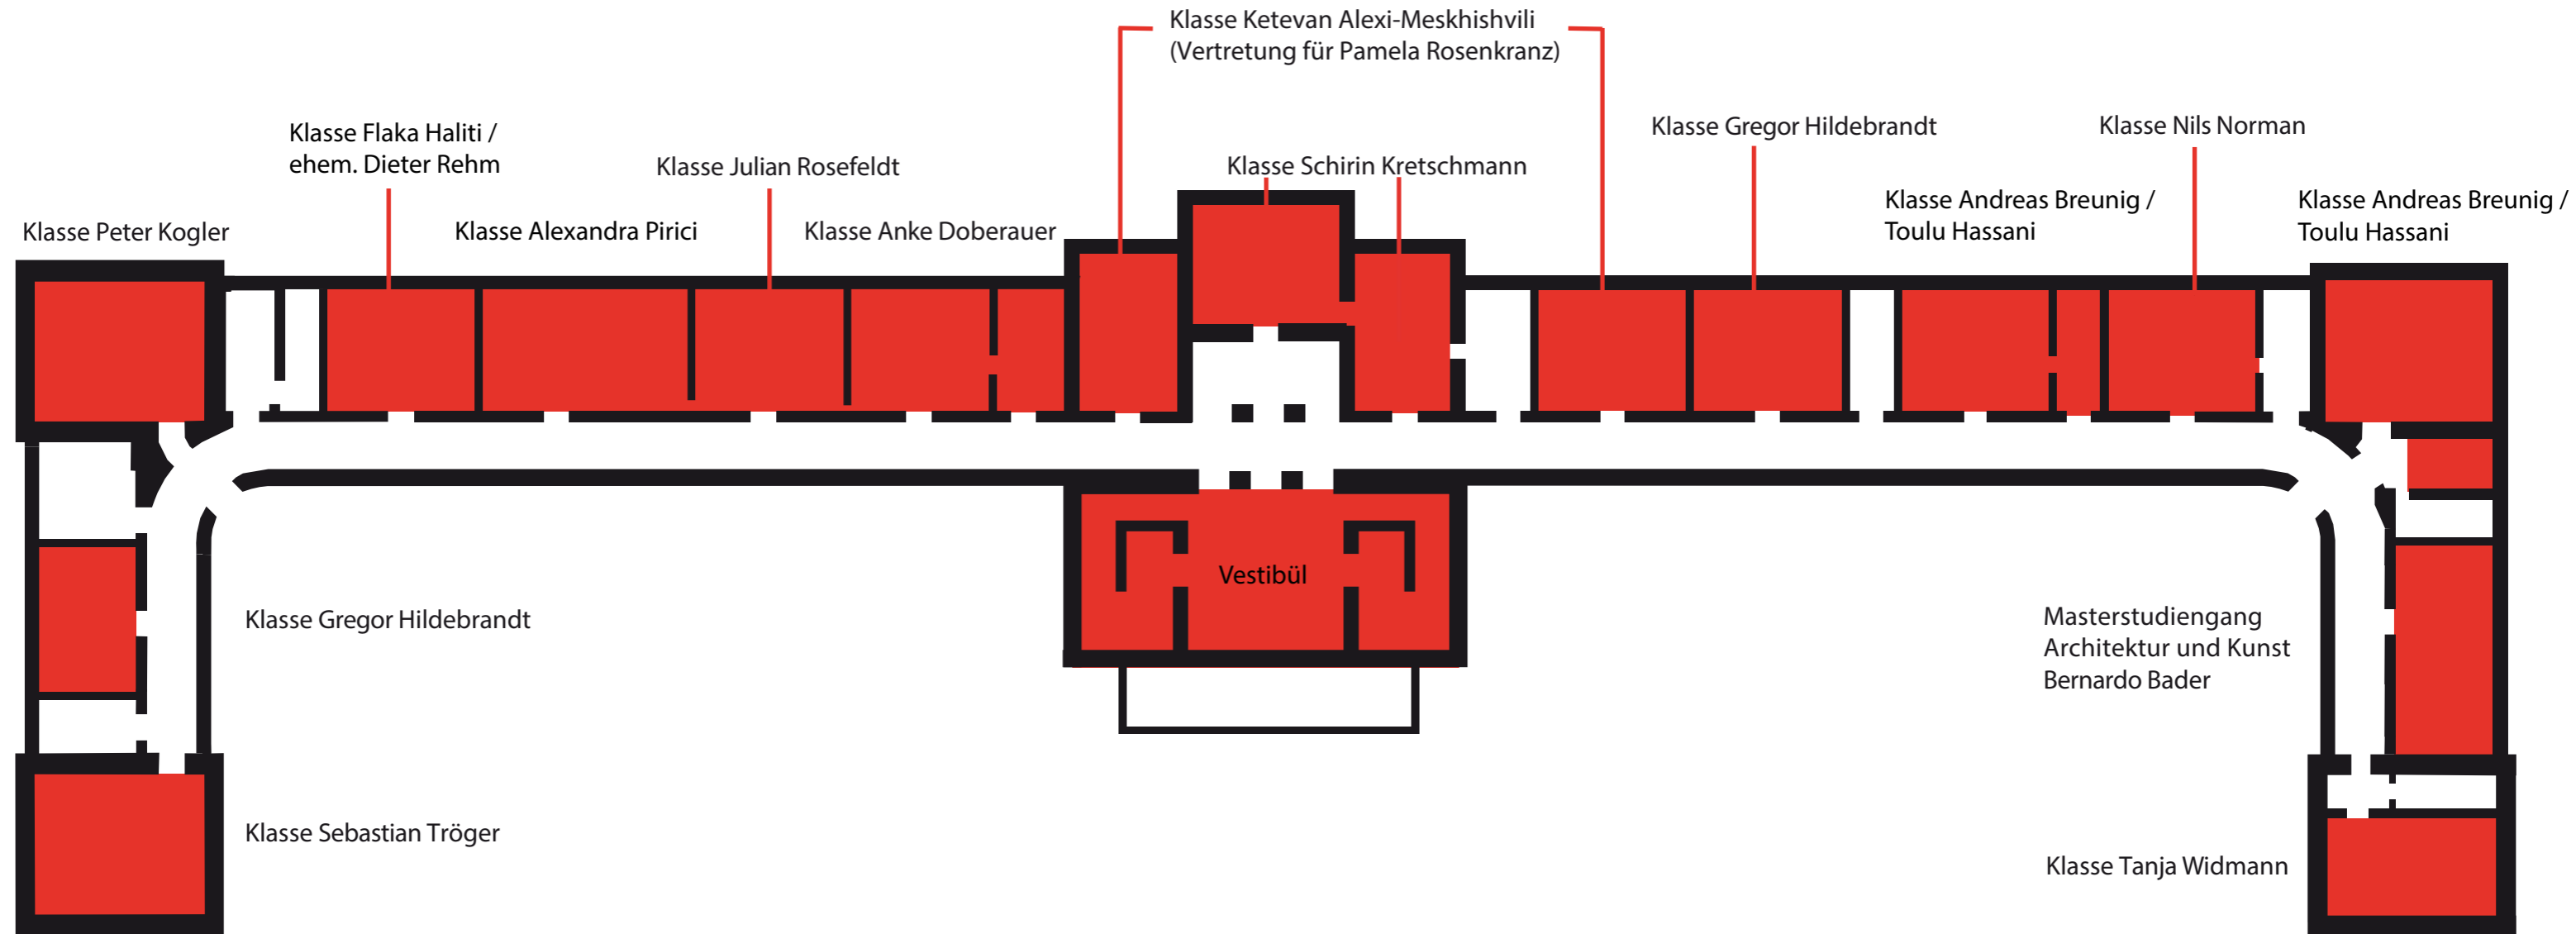 Klasse Ketevan Alexi-Meskhishvili
(Vertretung für Pamela Rosenkranz)
Klasse Flaka Haliti /
ehem. Dieter Rehm
Klasse Julian Rosefeldt
Klasse Schirin Kretschmann
Klasse Gregor Hildebrandt
Klasse Nils Norman
Klasse Peter Kogler
Klasse Alexandra Pirici
Klasse Anke Doberauer
Klasse Andreas Breunig /
Toulu Hassani
Klasse Andreas Breunig /
Toulu Hassani
Vestibül
Klasse Gregor Hildebrandt
Masterstudiengang
Architektur und Kunst
Bernardo Bader
Klasse Sebastian Tröger
Klasse Tanja Widmann